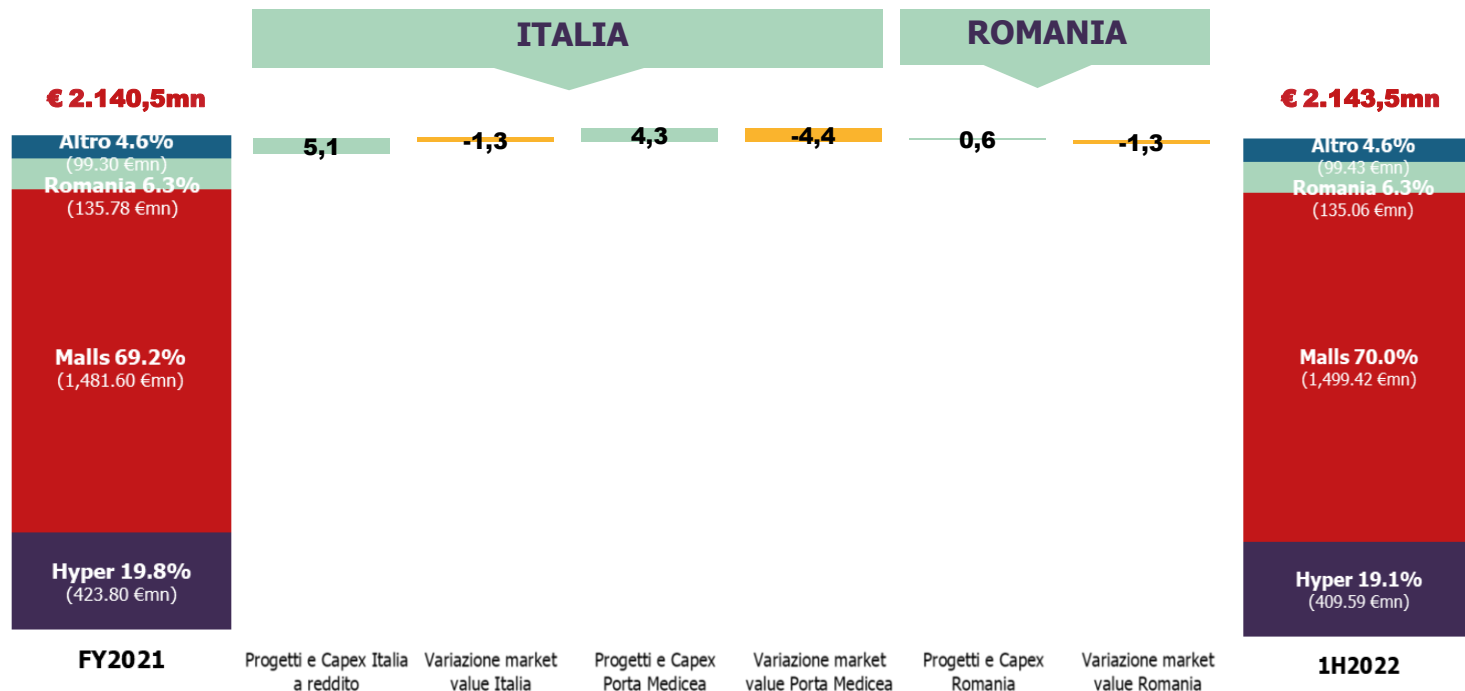 ITALIA
ROMANIA
€ 2.140,5mn
Altro 4.6%
(99.30 €mn)
Romania 6.3%
(135.78 €mn)
Malls 69.2%
(1,481.60 €mn)
Hyper 19.8%
(423.80 €mn)
FY2021
5,1
Progetti e Capex Italia
a reddito
-1,3
Variazione market
value Italia
4,3
Progetti e Capex
Porta Medicea
-4,4
Variazione market
value Porta Medicea
0,6
Progetti e Capex
Romania
-1,3
Variazione market
value Romania
€ 2.143,5mn
Altro 4.6%
(99.43 €mn)
Romania 6.3%
(135.06 €mn)
Malls 70.0%
(1,499.42 €mn)
Hyper 19.1%
(409.59 €mn)
1H2022